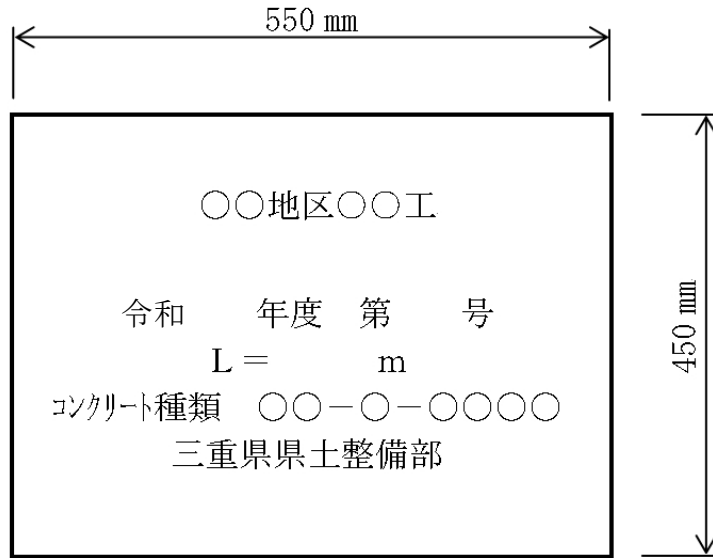 550 mm
○○地区○○工
令和　　年度　第　　号
L＝　　　m
450 mm
コンクリート種類　○○－○－○○○○
三重県県土整備部